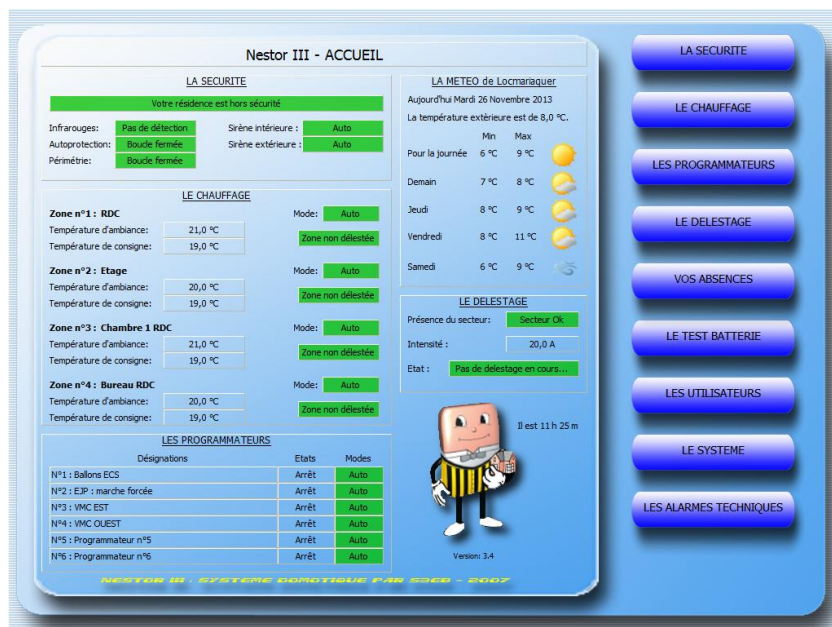 Nestor III - ACCUEIL
LA SECURITE
Votre résidence est hors sécurité
Infrarouges: Pas de détection Sirène intérieure : Auto
Autoprotection: Boucle fermée Sirène extérieure : Auto
Périmétrie: Boucle fermée
LE CHAUFFAGE
Zone n°1 : RDC Mode: Auto
Température d'ambiance: 21,0 °C
Zone non délestée
Température de consigne: 19,0 °C
Zone n°2 : Etage Mode: Auto
Température d'ambiance: 20,0 °C
Zone non délestée
Température de consigne: 19,0 °C
Zone n°3 : Chambre 1 RDC Mode: Auto
Température d'ambiance: 21,0 °C
Zone non délestée
Température de consigne: 19,0 °C
Zone n°4 : Bureau RDC Mode: Auto
Température d'ambiance: 20,0 °C
Zone non délestée
Température de consigne: 19,0 °C
LES PROGRAMMATEURS
Désignations Etats Modes
N°1 : Ballons ECS Arrêt Auto
N°2 : EJP : marche forcée Arrêt Auto
N°3 : VMC EST Arrêt Auto
N°4 : VMC OUEST Arrêt Auto
N°5 : Programmateur n°5 Arrêt Auto
N°6 : Programmateur n°6 Arrêt Auto
LA METEO de Locmariaquer
Aujourd'hui Mardi 26 Novembre 2013
La température extèrieure est de 8,0 °C.
Min Max
Pour la journée 6 °C 9 °C
Demain 7 °C 8 °C
Jeudi 8 °C 9 °C
Vendredi 8 °C 11 °C
Samedi 6 °C 9 °C
LE DELESTAGE
Présence du secteur: Secteur Ok
Intensité : 20,0 A
Etat : Pas de delestage en cours...
Il est 11 h 25 m
Version: 3.4
NESTOR III : SYSTEME DOMOTIQUE PAR S3EB - 2007
LA SECURITE
LE CHAUFFAGE
LES PROGRAMMATEURS
LE DELESTAGE
VOS ABSENCES
LE TEST BATTERIE
LES UTILISATEURS
LE SYSTEME
LES ALARMES TECHNIQUES